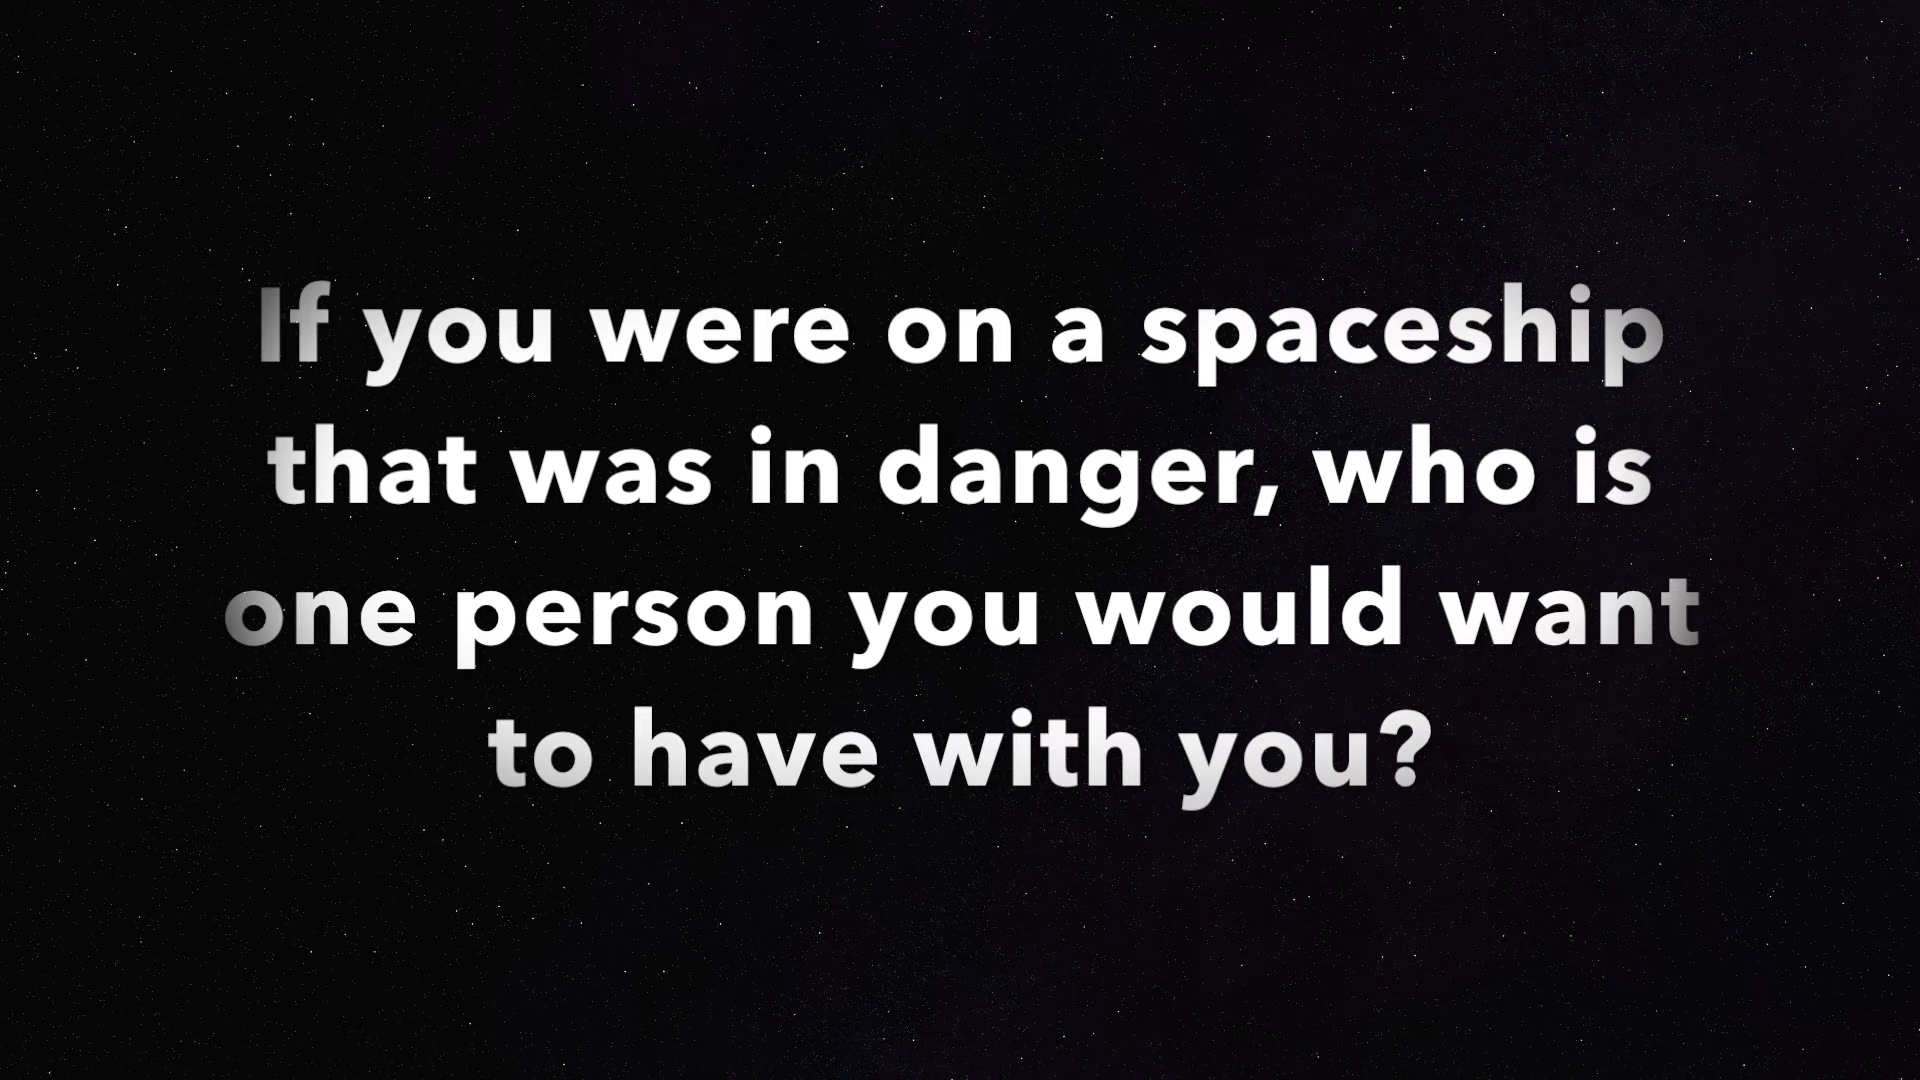 If you were on a spaceship
that was in danger, who is
one person you would want
to have with you?